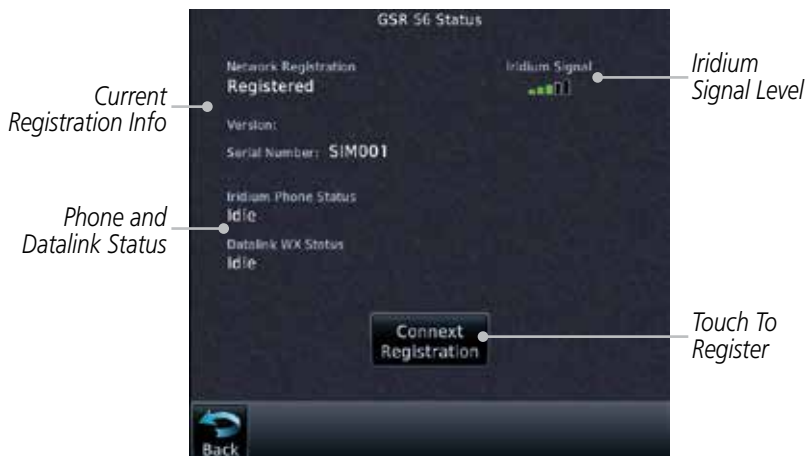 GSR 56 Status
Network Registration
Registered
Iridium Signal
Iridium
Signal Level
Current
Registration Info
Version:
Serial Number: SIM001
Iridium Phone Status
Idle
Phone and
Datalink Status
Datalink WX Status
Idle
Connext
Registration
Touch To
Register
Back